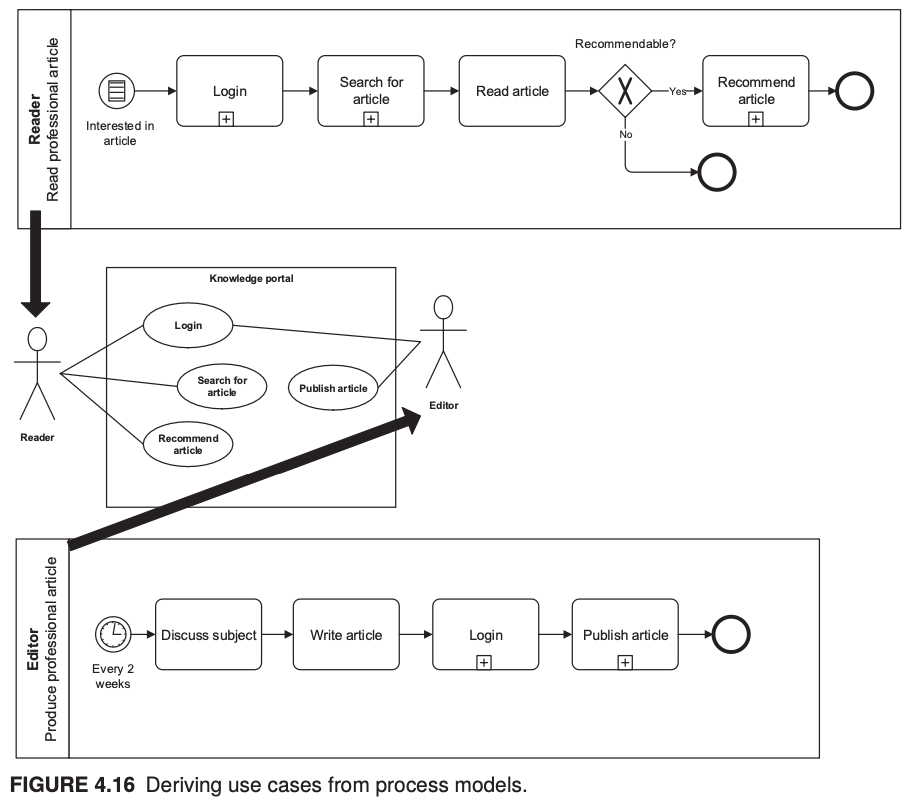 Reader
Read professional article
Interested in
article
Login
Search for
article
Read article
Recommendable?
Yes
No
Recommend
article
Knowledge portal
Login
Search for
article
Publish article
Recommend
article
Reader
Editor
Editor
Produce professional article
Every 2
weeks
Discuss subject
Write article
Login
Publish article
FIGURE 4.16 Deriving use cases from process models.